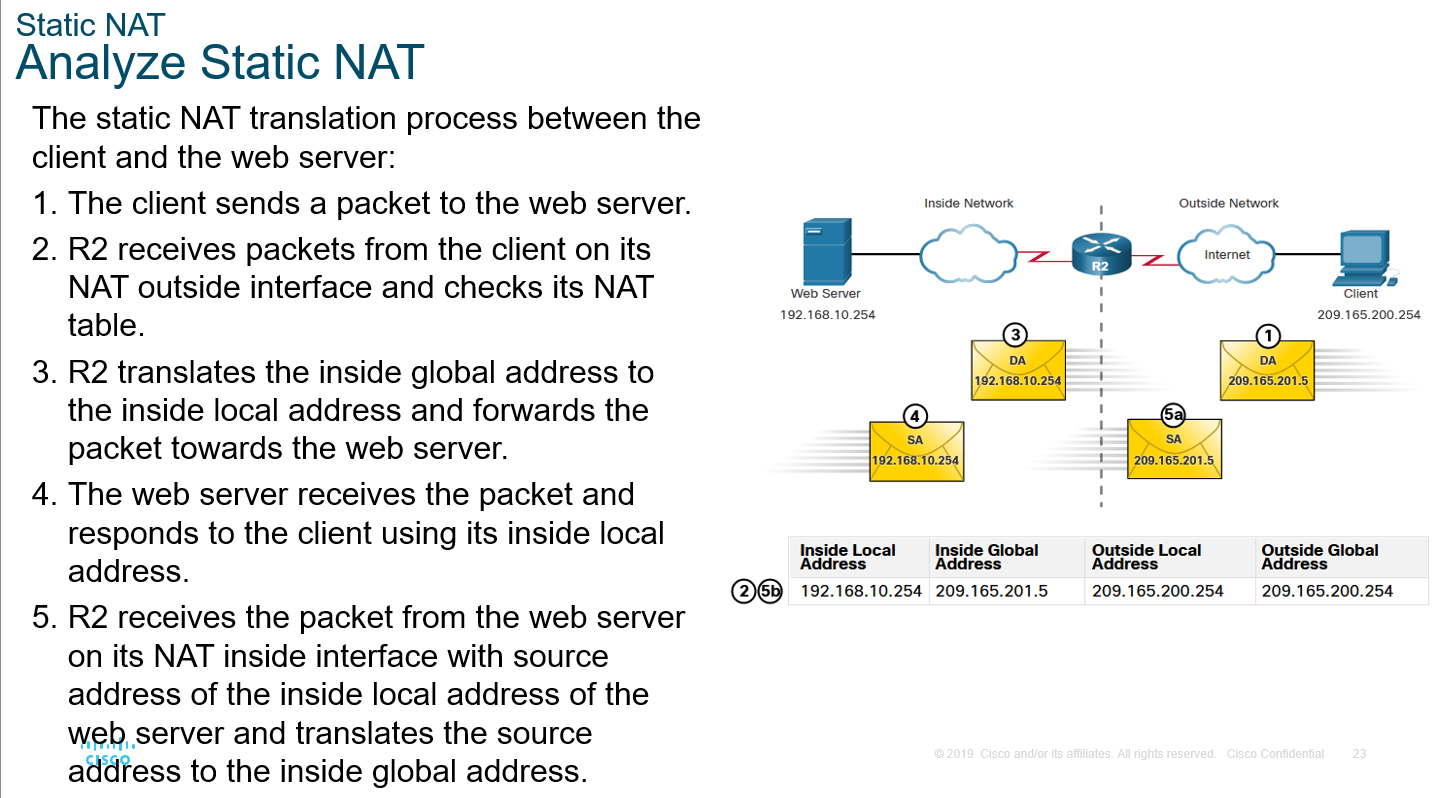 Static NAT
Analyze Static NAT
The static NAT translation process between the
client and the web server:
1. The client sends a packet to the web server.
2. R2 receives packets from the client on its
NAT outside interface and checks its NAT
table.
3. R2 translates the inside global address to
the inside local address and forwards the
packet towards the web server.
4. The web server receives the packet and
responds to the client using its inside local
address.
5. R2 receives the packet from the web server
on its NAT inside interface with source
address of the inside local address of the
web server and translates the source
address to the inside global address.
Inside Network
Outside Network
R2
Internet
Web Server
192.168.10.254
Client
209.165.200.254
3
DA
192.168.10.254
1
DA
209.165.201.5
4
SA
192.168.10.254
5a
SA
209.165.201.5
Inside Local Address
Inside Global Address
Outside Local Address
Outside Global Address
2 5b 192.168.10.254 209.165.201.5 209.165.200.254 209.165.200.254
CISCO
© 2019 Cisco and/or its affiliates. All rights reserved. Cisco Confidential 23